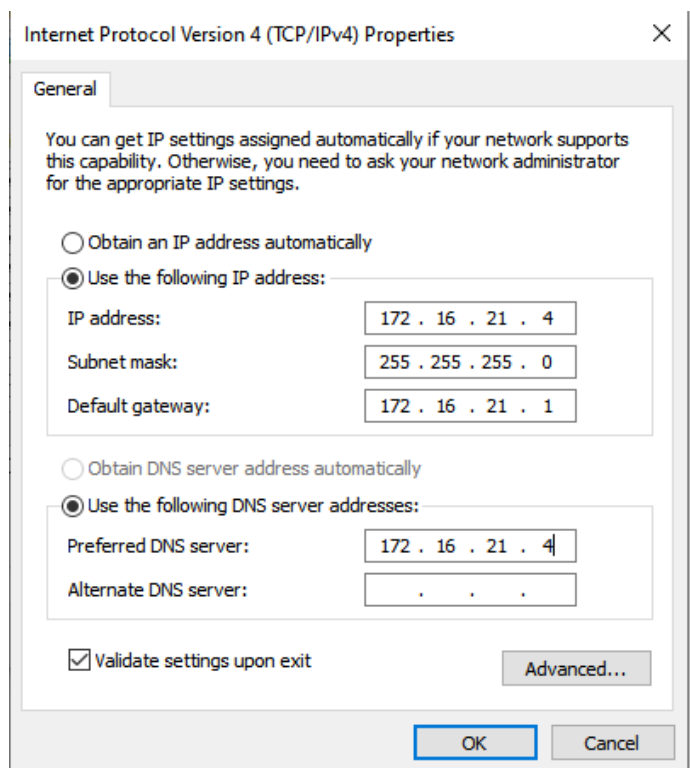 Internet Protocol Version 4 (TCP/IPv4) Properties
General
You can get IP settings assigned automatically if your network supports
this capability. Otherwise, you need to ask your network administrator
for the appropriate IP settings.
Obtain an IP address automatically
Use the following IP address:
IP address: 172 . 16 . 21 . 4
Subnet mask: 255 . 255 . 255 . 0
Default gateway: 172 . 16 . 21 . 1
Obtain DNS server address automatically
Use the following DNS server addresses:
Preferred DNS server: 172 . 16 . 21 . 4
Alternate DNS server: . . .
Validate settings upon exit
Advanced...
OK Cancel